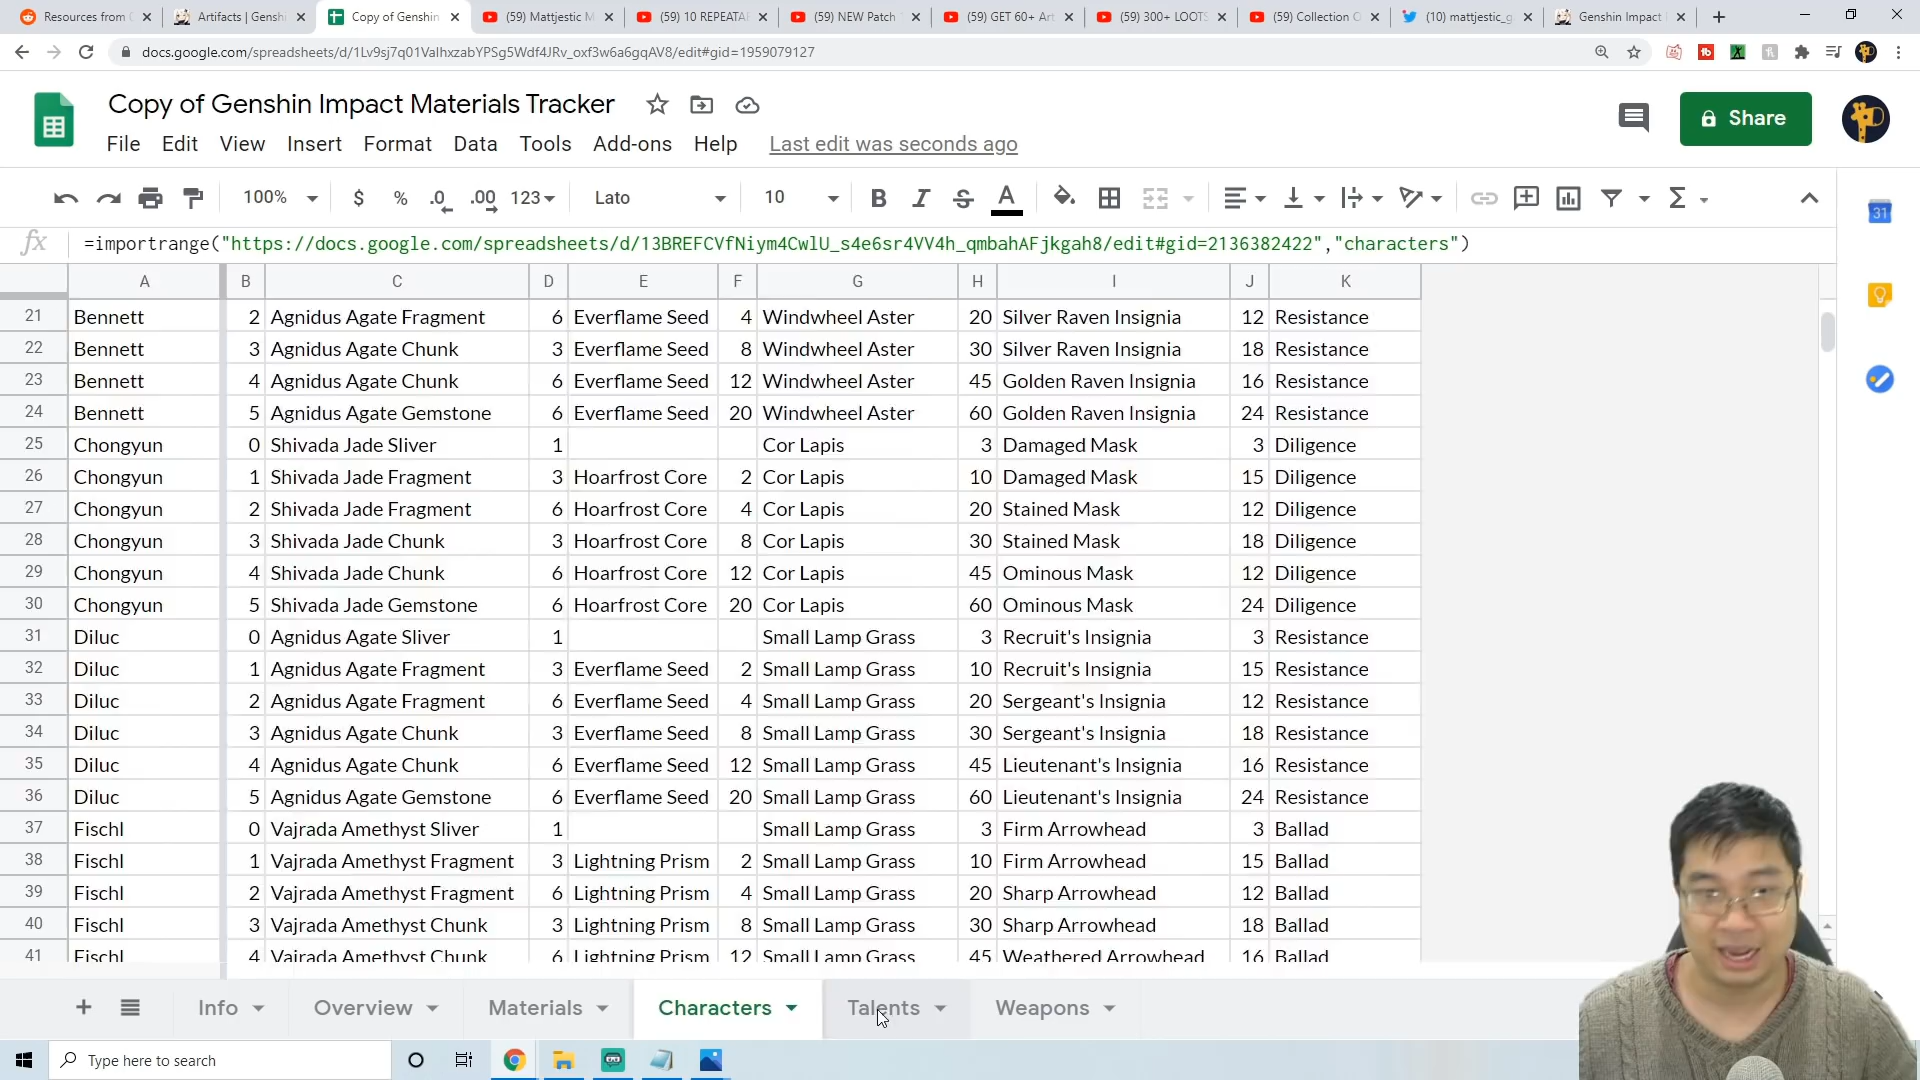 Resources from G
Artifacts | Gensh
Copy of Genshin
(59) Mattjestic M
(59) 10 REPEATA
(59) NEW Patch
(59) GET 60+ Art
(59) 300+ LOOTS
(59) Collection O
(10) mattjestic_g
Genshin Impact
docs.google.com/spreadsheets/d/1Lv9sj7q01ValhxzabYPSg5Wdf4JRv_oxf3w6a6gqAV8/edit#gid=1959079127
Copy of Genshin Impact Materials Tracker
Share
File Edit View Insert Format Data Tools Add-ons Help Last edit was seconds ago
100% $ % .0 .00 123 Lato 10 B I S A
31
fx =importrange("https://docs.google.com/spreadsheets/d/13BREFCVfNiym4CwlU_s4e6sr4VV4h_qmbahAFjkgah8/edit#gid=2136382422","characters")
A B C D E F G H I J K
21 Bennett 2 Agnidus Agate Fragment 6 Everflame Seed 4 Windwheel Aster 20 Silver Raven Insignia 12 Resistance
22 Bennett 3 Agnidus Agate Chunk 3 Everflame Seed 8 Windwheel Aster 30 Silver Raven Insignia 18 Resistance
23 Bennett 4 Agnidus Agate Chunk 6 Everflame Seed 12 Windwheel Aster 45 Golden Raven Insignia 16 Resistance
24 Bennett 5 Agnidus Agate Gemstone 6 Everflame Seed 20 Windwheel Aster 60 Golden Raven Insignia 24 Resistance
25 Chongyun 0 Shivada Jade Sliver 1 Cor Lapis 3 Damaged Mask 3 Diligence
26 Chongyun 1 Shivada Jade Fragment 3 Hoarfrost Core 2 Cor Lapis 10 Damaged Mask 15 Diligence
27 Chongyun 2 Shivada Jade Fragment 6 Hoarfrost Core 4 Cor Lapis 20 Stained Mask 12 Diligence
28 Chongyun 3 Shivada Jade Chunk 3 Hoarfrost Core 8 Cor Lapis 30 Stained Mask 18 Diligence
29 Chongyun 4 Shivada Jade Chunk 6 Hoarfrost Core 12 Cor Lapis 45 Ominous Mask 12 Diligence
30 Chongyun 5 Shivada Jade Gemstone 6 Hoarfrost Core 20 Cor Lapis 60 Ominous Mask 24 Diligence
31 Diluc 0 Agnidus Agate Sliver 1 Small Lamp Grass 3 Recruit's Insignia 3 Resistance
32 Diluc 1 Agnidus Agate Fragment 3 Everflame Seed 2 Small Lamp Grass 10 Recruit's Insignia 15 Resistance
33 Diluc 2 Agnidus Agate Fragment 6 Everflame Seed 4 Small Lamp Grass 20 Sergeant's Insignia 12 Resistance
34 Diluc 3 Agnidus Agate Chunk 3 Everflame Seed 8 Small Lamp Grass 30 Sergeant's Insignia 18 Resistance
35 Diluc 4 Agnidus Agate Chunk 6 Everflame Seed 12 Small Lamp Grass 45 Lieutenant's Insignia 16 Resistance
36 Diluc 5 Agnidus Agate Gemstone 6 Everflame Seed 20 Small Lamp Grass 60 Lieutenant's Insignia 24 Resistance
37 Fischl 0 Vajrada Amethyst Sliver 1 Small Lamp Grass 3 Firm Arrowhead 3 Ballad
38 Fischl 1 Vajrada Amethyst Fragment 3 Lightning Prism 2 Small Lamp Grass 10 Firm Arrowhead 15 Ballad
39 Fischl 2 Vajrada Amethyst Fragment 6 Lightning Prism 4 Small Lamp Grass 20 Sharp Arrowhead 12 Ballad
40 Fischl 3 Vajrada Amethyst Chunk 3 Lightning Prism 8 Small Lamp Grass 30 Sharp Arrowhead 18 Ballad
41 Fischl 4 Vajrada Amethyst Chunk 6 Lightning Prism 12 Small Lamp Grass 45 Weathered Arrowhead 16 Ballad
Info Overview Materials Characters Talents Weapons
Type here to search